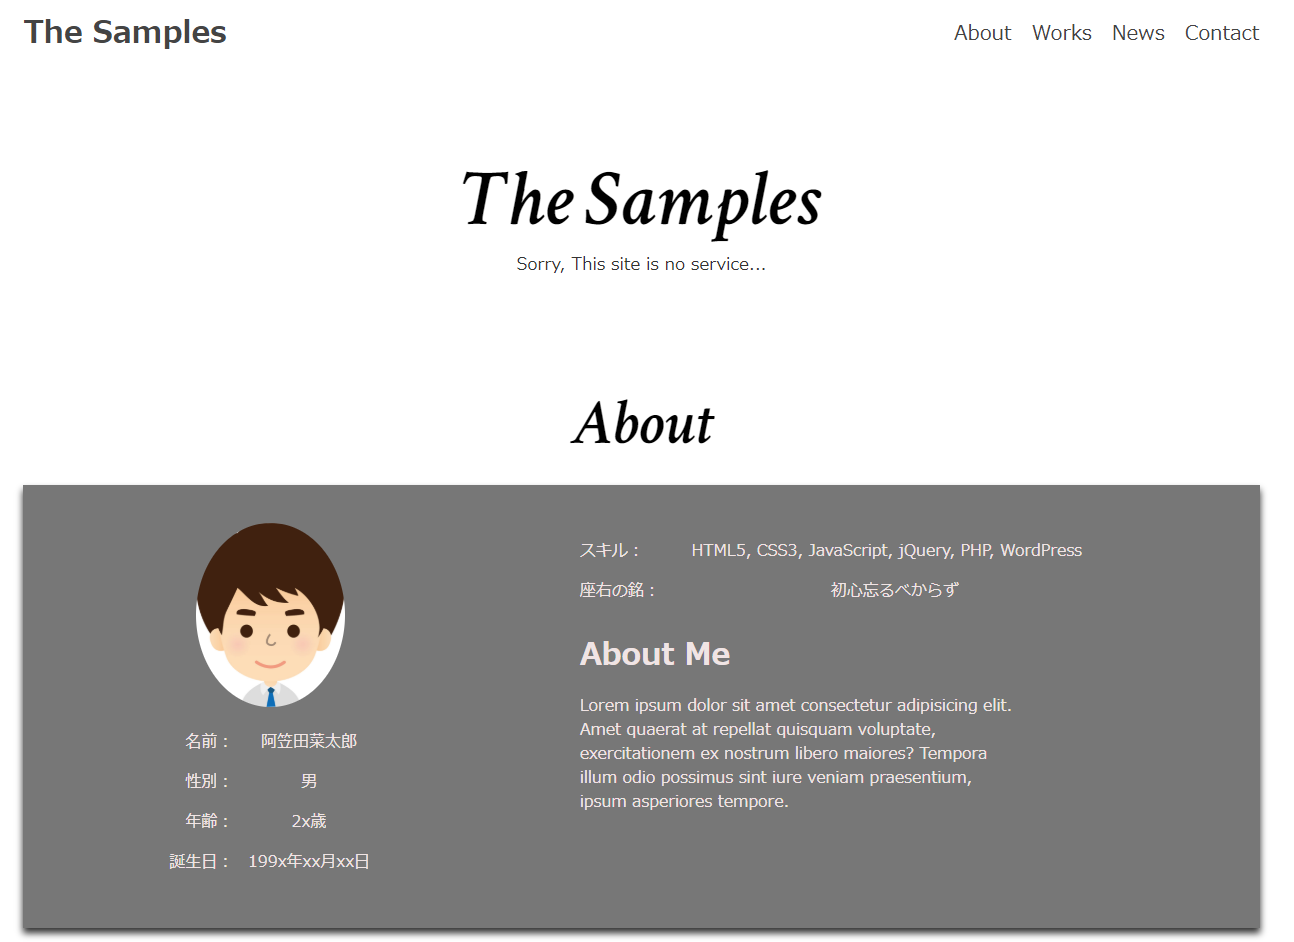 The Samples
About Works News Contact
The Samples
Sorry, This site is no service...
About
名前： 阿笠田菜太郎
性別： 男
年齢： 2x歳
誕生日： 199x年xx月xx日
スキル： HTML5, CSS3, JavaScript, jQuery, PHP, WordPress
座右の銘： 初心忘るべからず
About Me
Lorem ipsum dolor sit amet consectetur adipisicing elit.
Amet quaerat at repellat quisquam voluptate,
exercitationem ex nostrum libero maiores? Tempora
illum odio possimus sint iure veniam praesentium,
ipsum asperiores tempore.